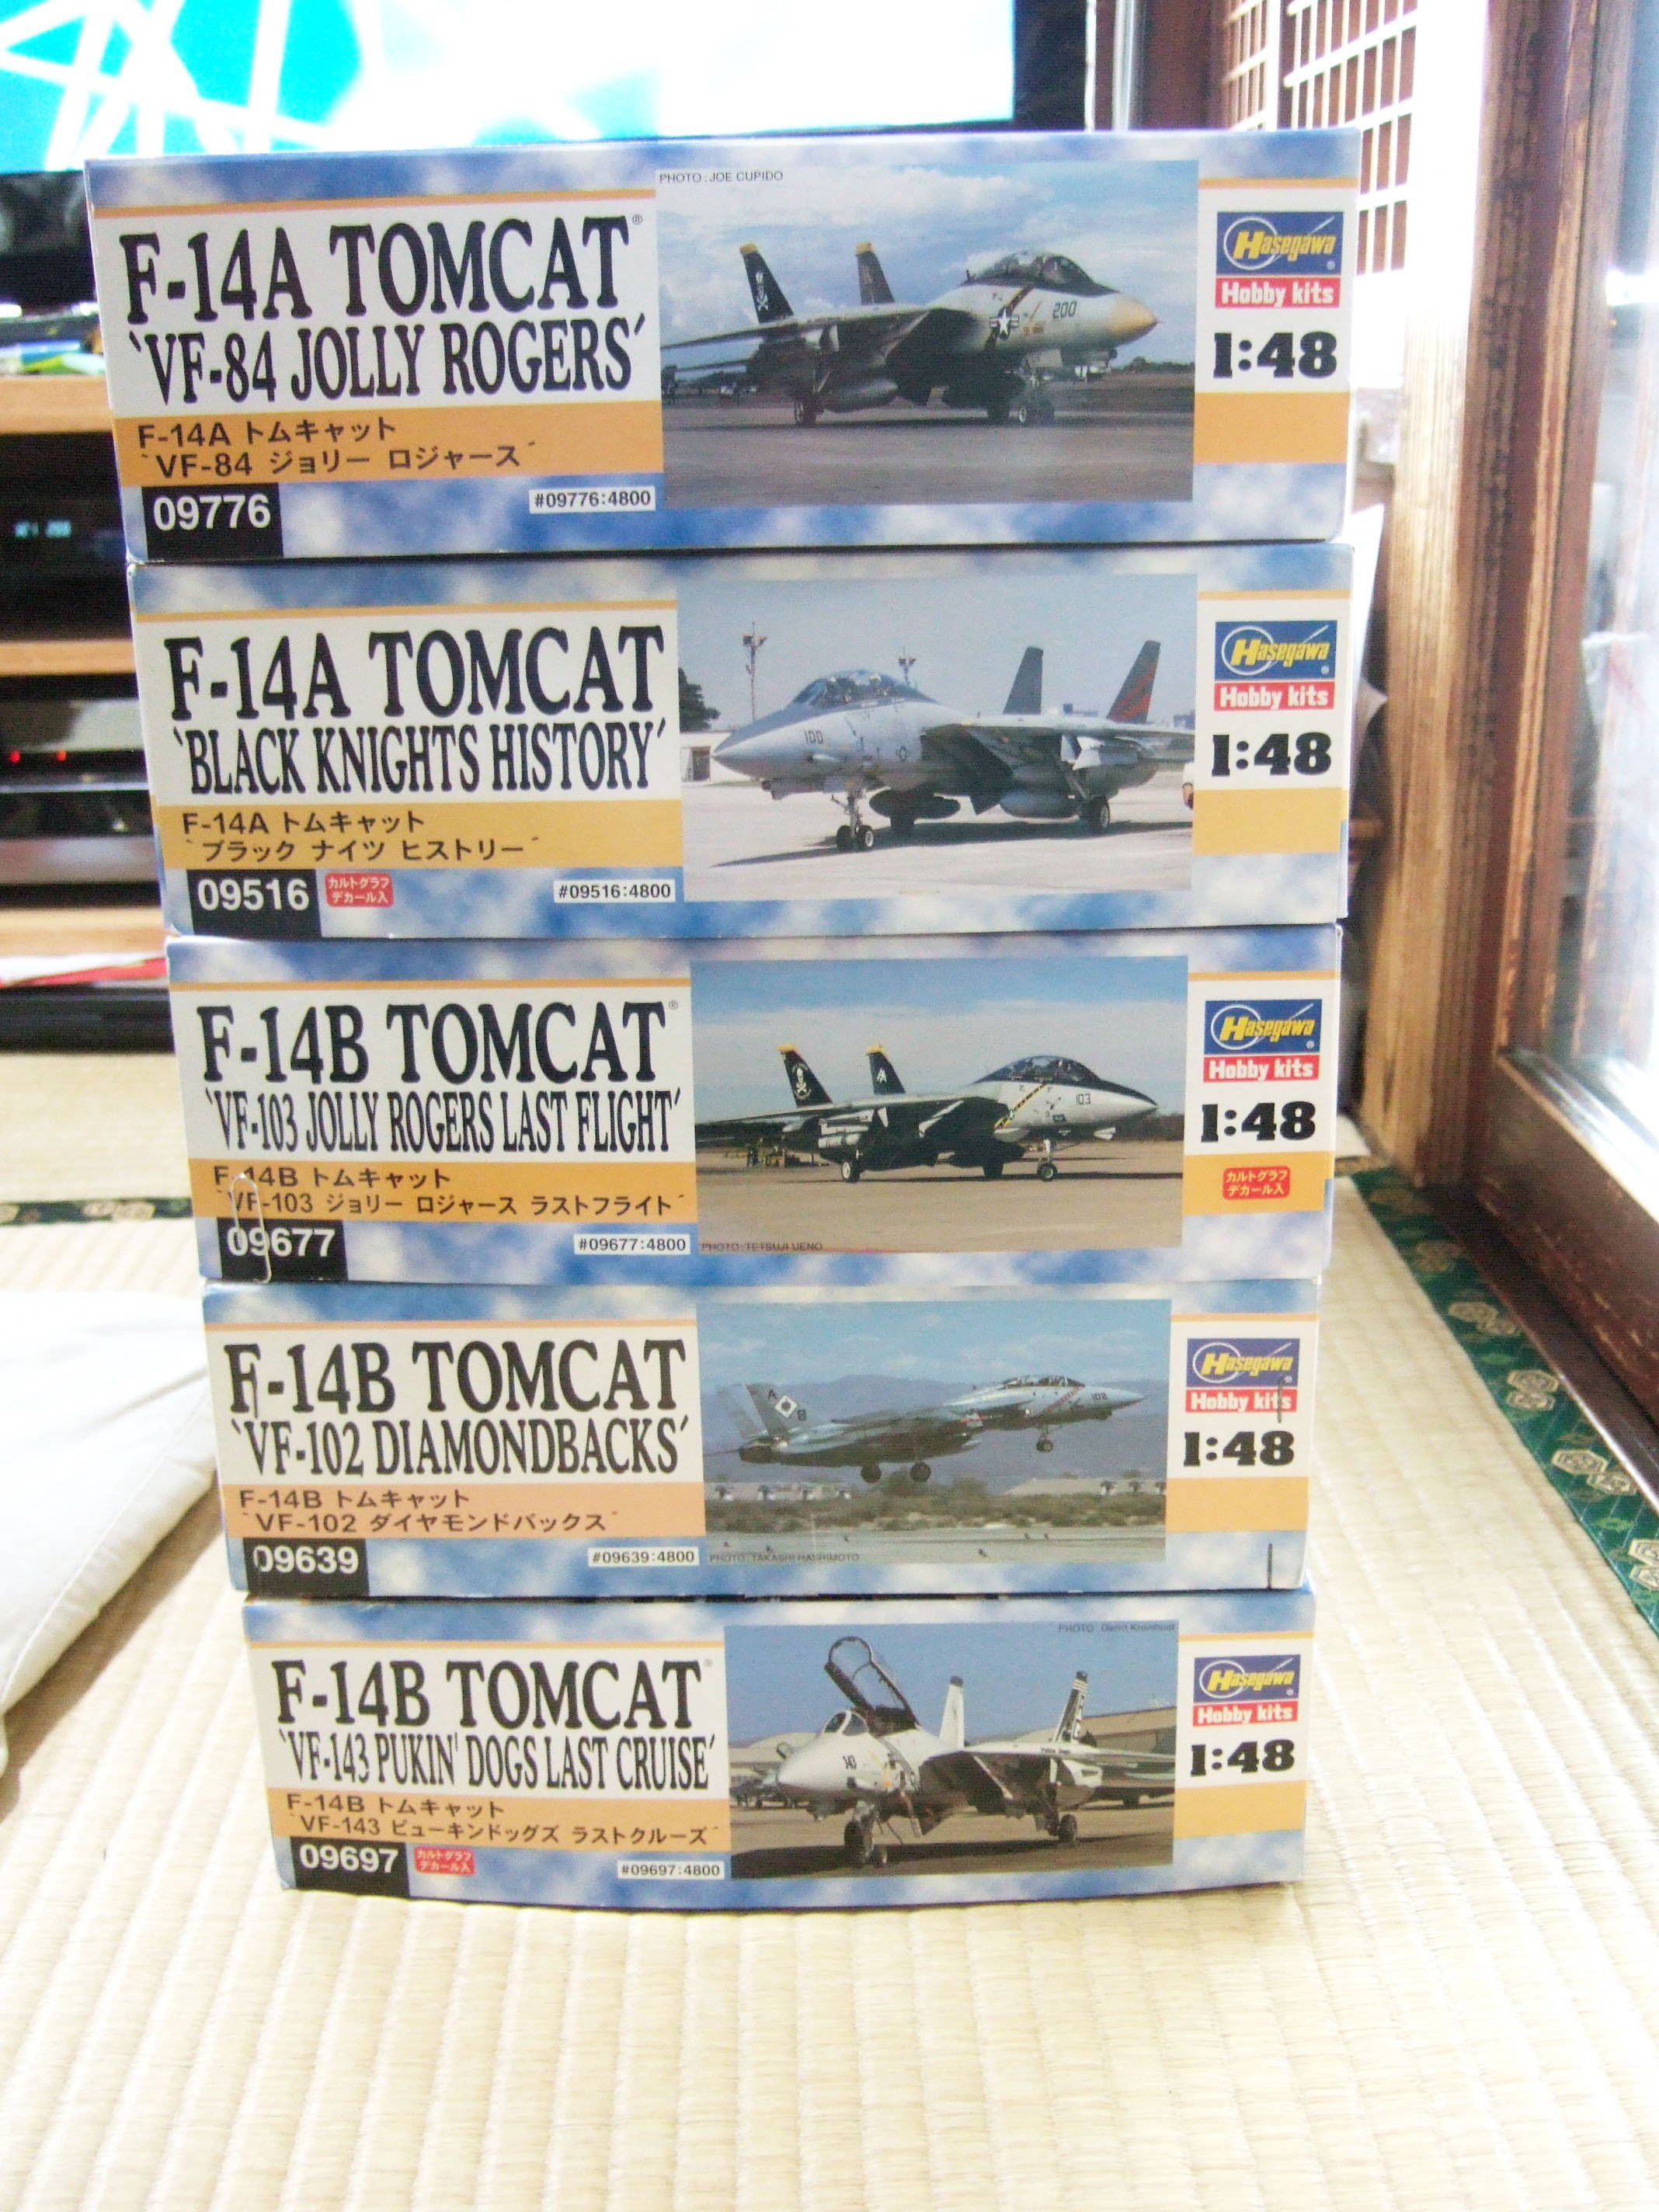 PHOTO : JOE CUPIDO
F-14A TOMCAT®
'VF-84 JOLLY ROGERS'
F-14A トムキャット
'VF-84 ジョリー ロジャース'
09776
#09776:4800
200
Hasegawa
Hobby kits
1:48
F-14A TOMCAT
'BLACK KNIGHTS HISTORY'
F-14A トムキャット
'ブラック ナイツ ヒストリー'
09516
カルトグラフ
デカール入
#09516:4800
100
Hasegawa
Hobby kits
1:48
F-14B TOMCAT®
'VF-103 JOLLY ROGERS LAST FLIGHT'
F-14B トムキャット
'VF-103 ジョリー ロジャース ラストフライト'
09677
#09677:4800
PHOTO : TETSUJI UENO
103
Hasegawa
Hobby kits
1:48
カルトグラフ
デカール入
F-14B TOMCAT
'VF-102 DIAMONDBACKS'
F-14B トムキャット
'VF-102 ダイヤモンドバックス'
09639
#09639:4800
PHOTO : TAKASHI HASHIMOTO
A
B
102
Hasegawa
Hobby kits
1:48
F-14B TOMCAT®
'VF-143 PUKIN' DOGS LAST CRUISE'
F-14B トムキャット
'VF-143 ピューキンドッグズ ラストクルーズ'
09697
カルトグラフ
デカール入
#09697:4800
PHOTO :
Hasegawa
Hobby kits
1:48